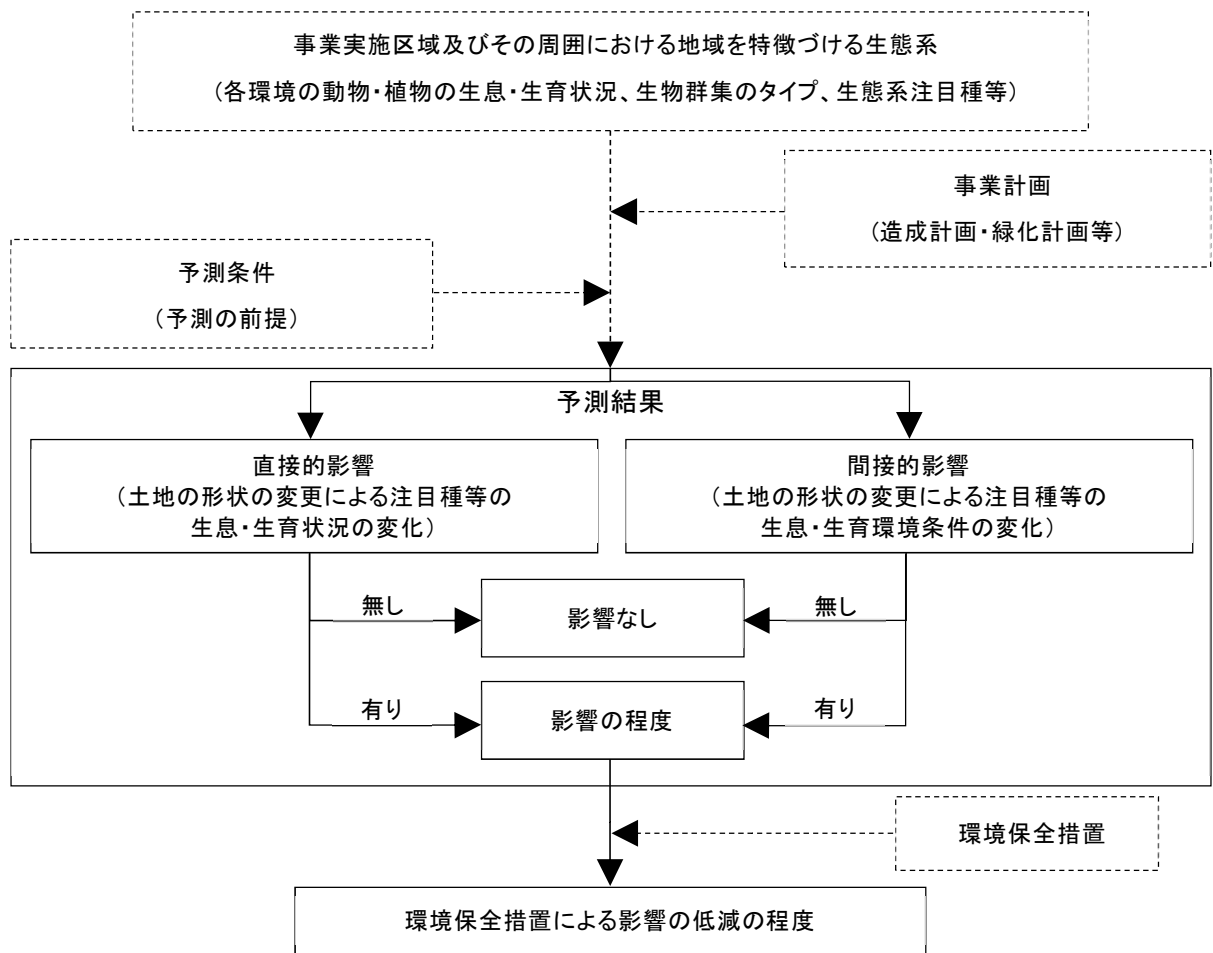 事業実施区域及びその周囲における地域を特徴づける生態系
（各環境の動物・植物の生息・生育状況、生物群集のタイプ、生態系注目種等）
事業計画
（造成計画・緑化計画等）
予測条件
（予測の前提）
予測結果
直接的影響
（土地の形状の変更による注目種等の
生息・生育状況の変化）
間接的影響
（土地の形状の変更による注目種等の
生息・生育環境条件の変化）
無し
影響なし
無し
有り
影響の程度
有り
環境保全措置
環境保全措置による影響の低減の程度